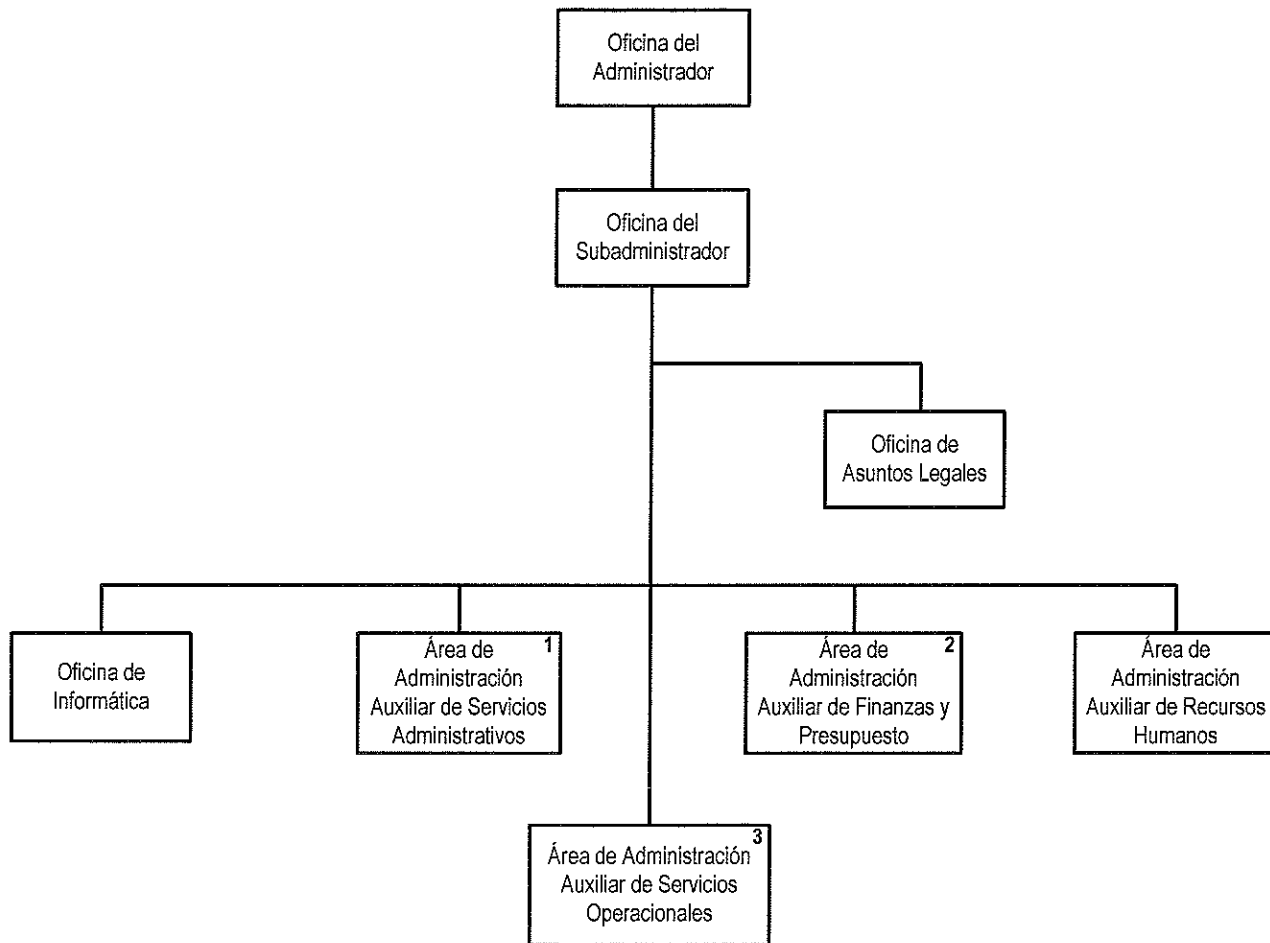 Oficina del
Administrador
Oficina del
Subadministrador
Oficina de
Asuntos Legales
Oficina de
Informática
1
Área de
Administración
Auxiliar de Servicios
Administrativos
2
Área de
Administración
Auxiliar de Finanzas y
Presupuesto
Área de
Administración
Auxiliar de Recursos
Humanos
3
Área de Administración
Auxiliar de Servicios
Operacionales